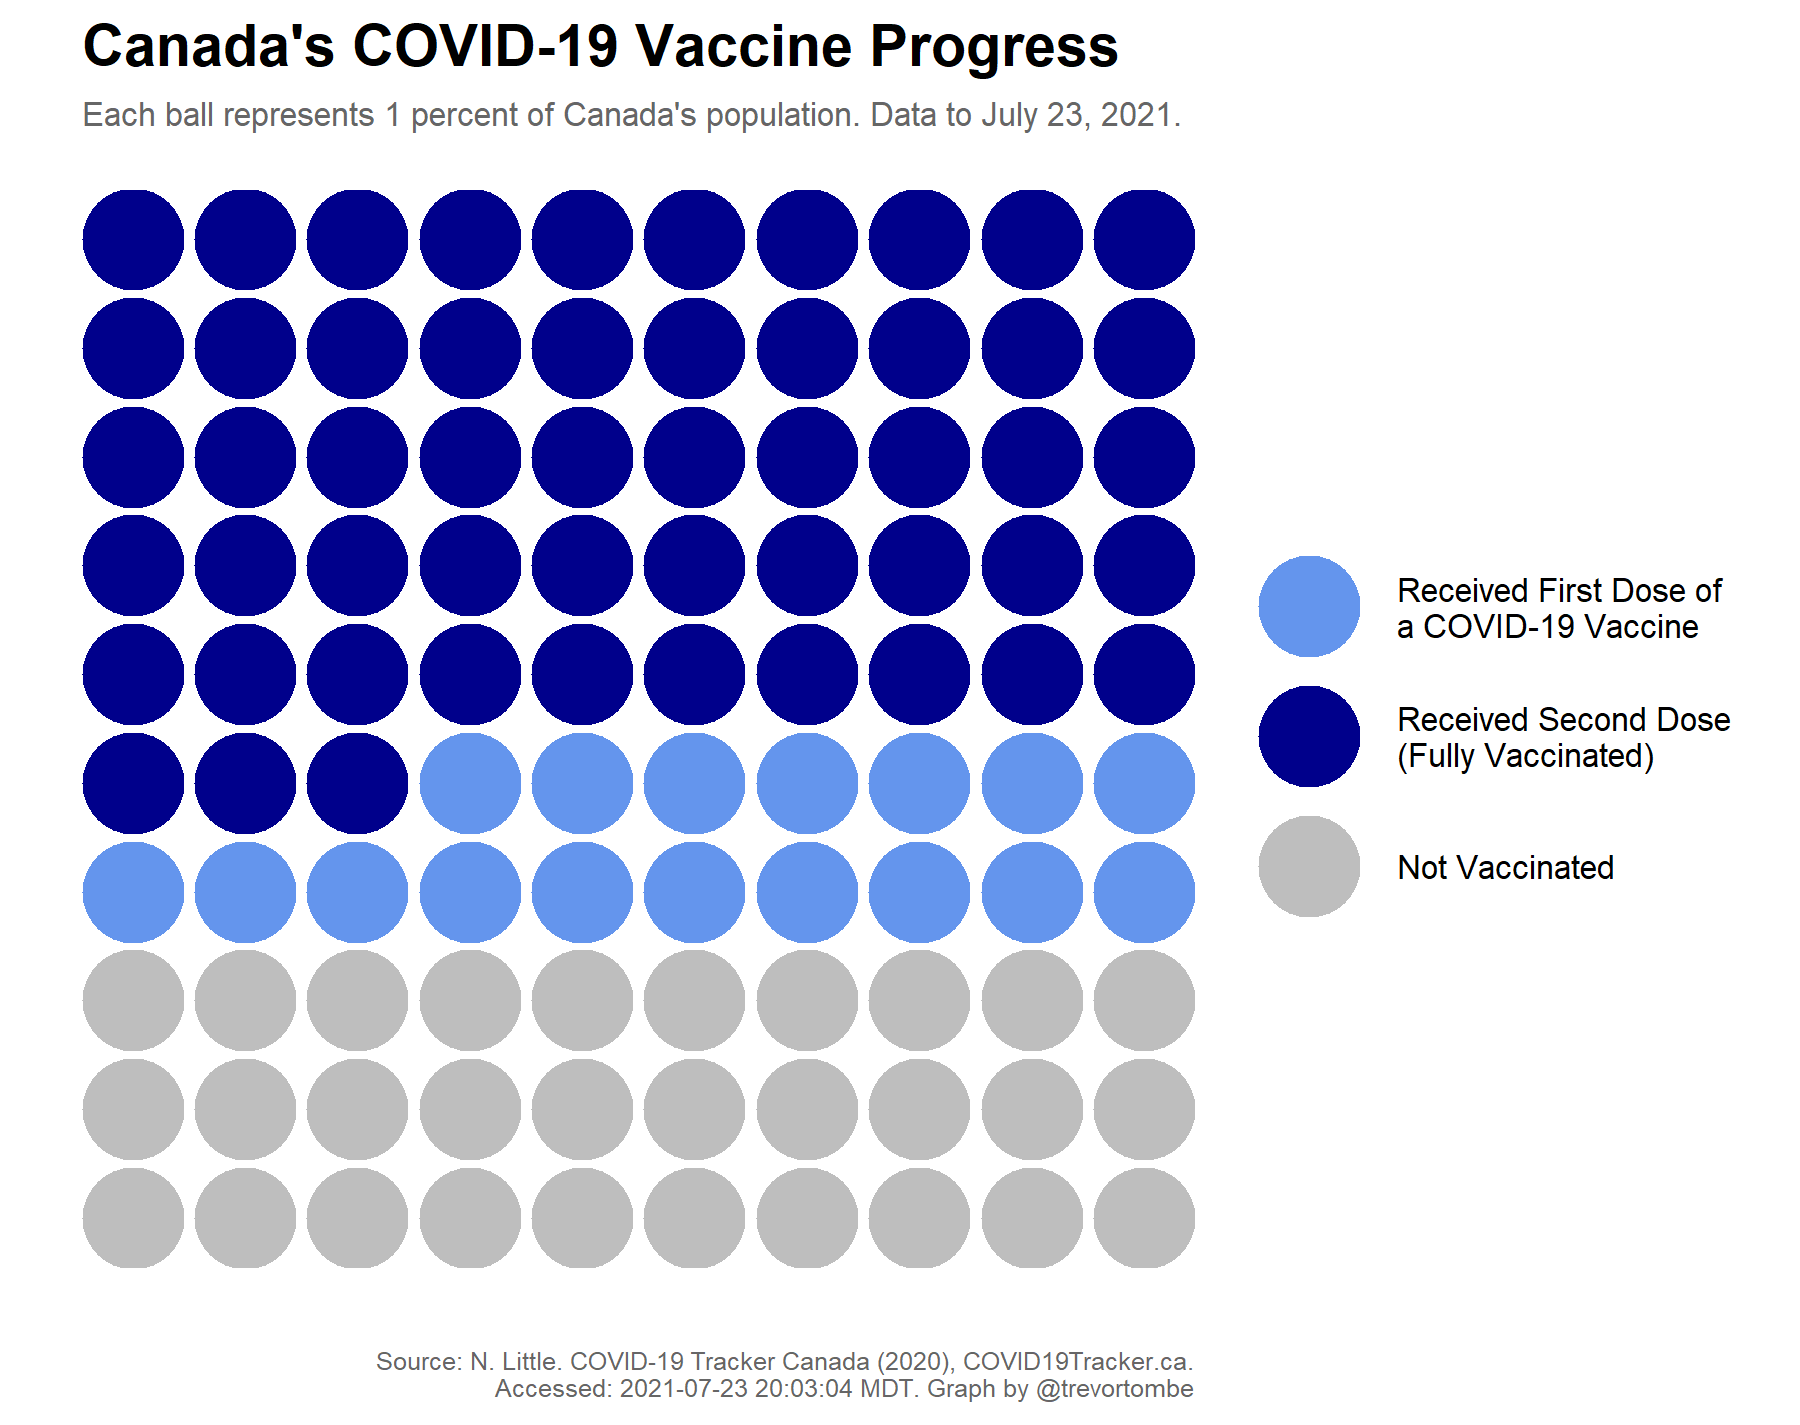 Canada's COVID-19 Vaccine Progress
Each ball represents 1 percent of Canada's population. Data to July 23, 2021.
Received First Dose of
a COVID-19 Vaccine
Received Second Dose
(Fully Vaccinated)
Not Vaccinated
Source: N. Little. COVID-19 Tracker Canada (2020), COVID19Tracker.ca.
Accessed: 2021-07-23 20:03:04 MDT. Graph by @trevortombe